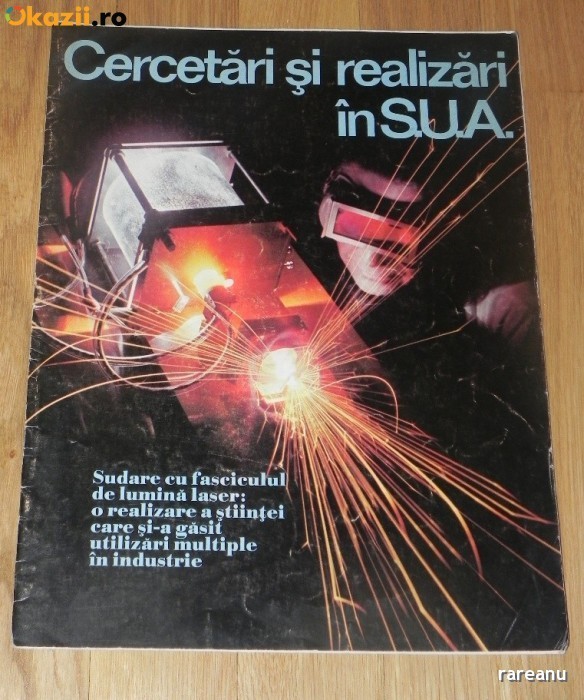 Okazii.ro
Cercetări şi realizări
în S.U.A.
Sudare cu fasciculul
de lumină laser:
o realizare a ştiinţei
care şi-a găsit
utilizări multiple
în industrie
rareanu